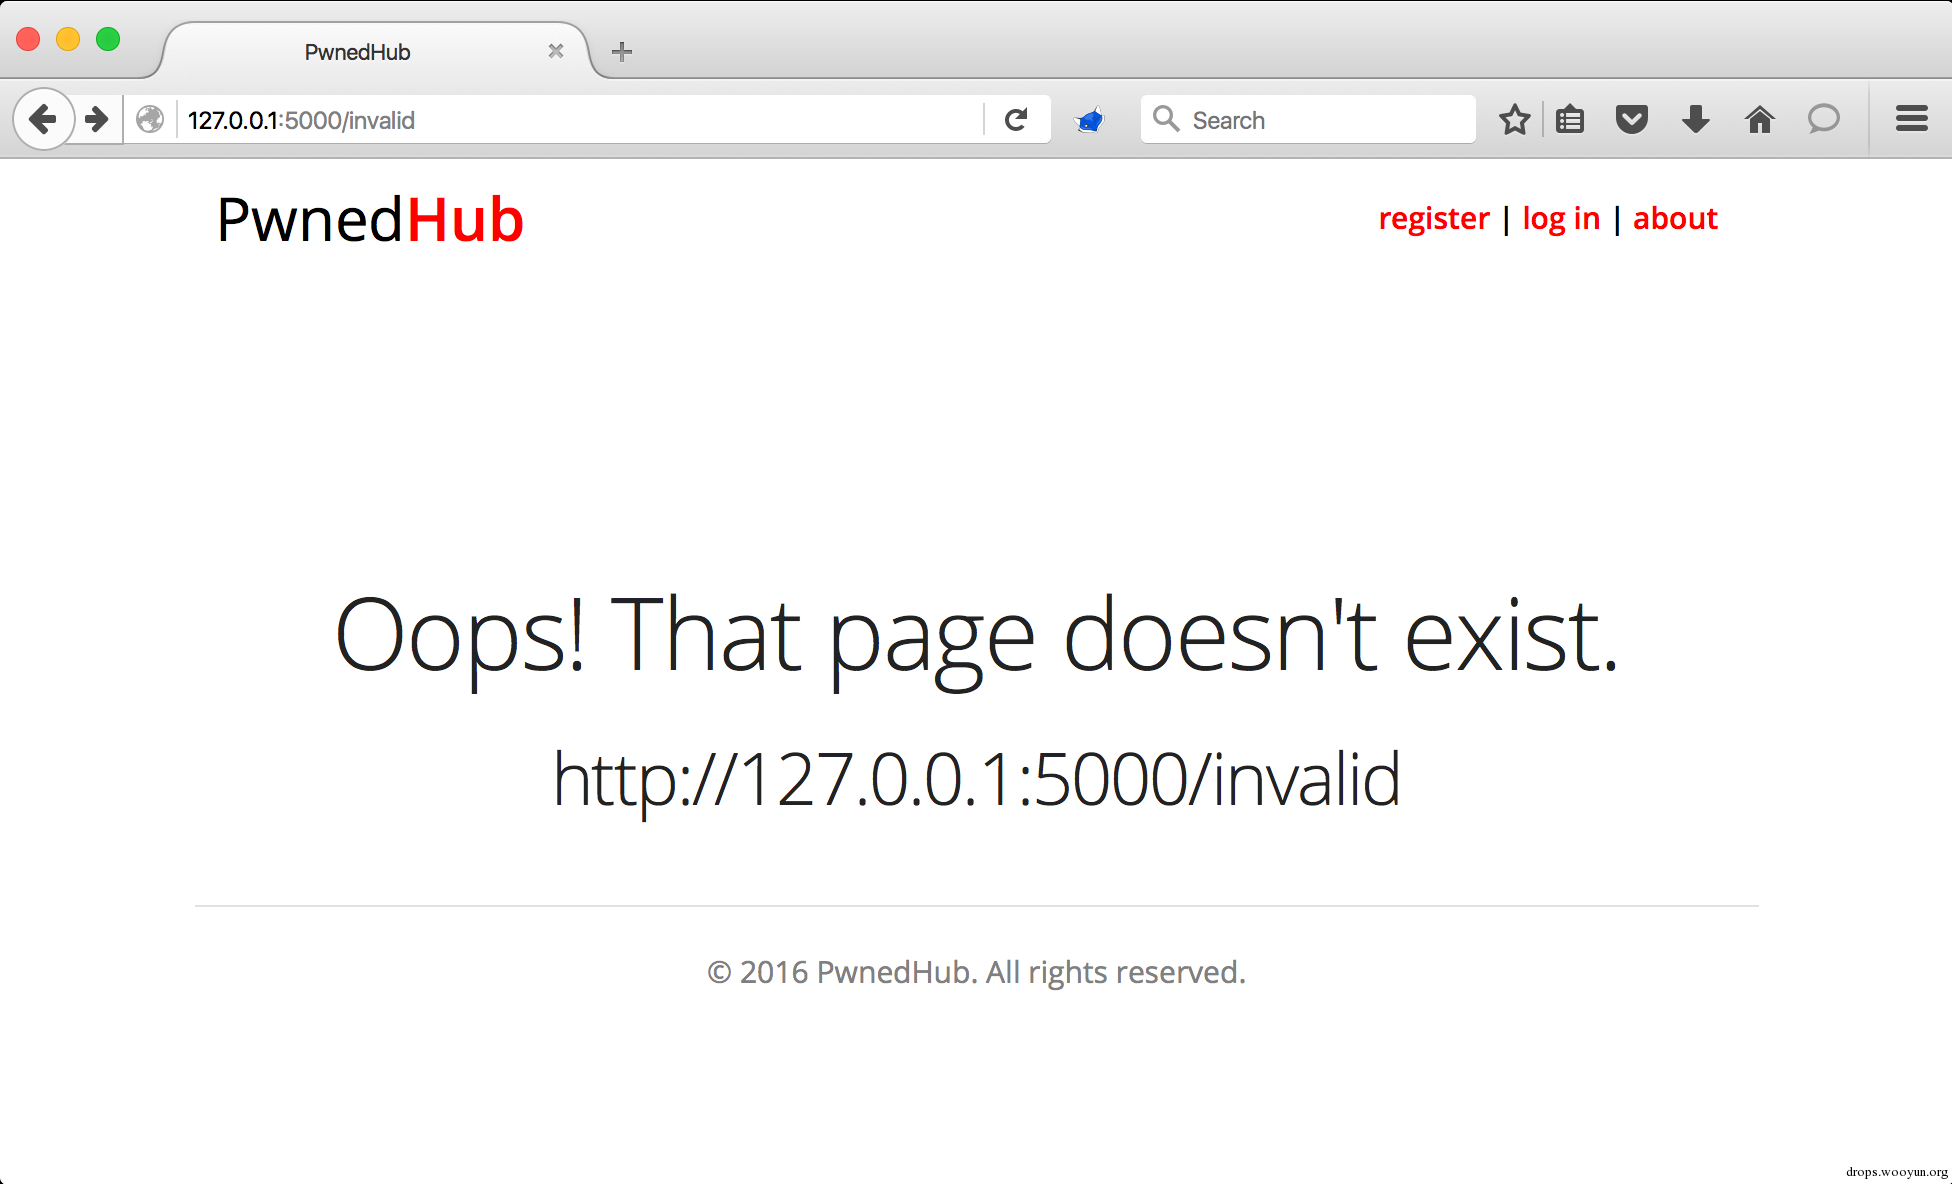 PwnedHub
127.0.0.1:5000/invalid
Search
PwnedHub
register | log in | about
Oops! That page doesn't exist.
http://127.0.0.1:5000/invalid
© 2016 PwnedHub. All rights reserved.
drops.wooyun.org